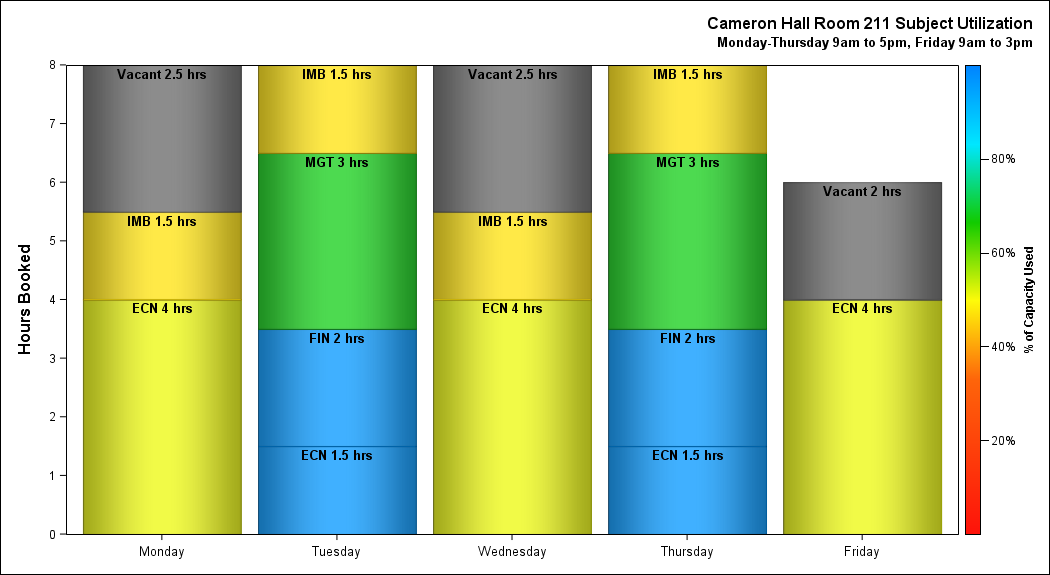 Cameron Hall Room 211 Subject Utilization
Monday-Thursday 9am to 5pm, Friday 9am to 3pm
Hours Booked
8
7
6
5
4
3
2
1
0
Vacant 2.5 hrs
IMB 1.5 hrs
ECN 4 hrs
IMB 1.5 hrs
MGT 3 hrs
FIN 2 hrs
ECN 1.5 hrs
Vacant 2.5 hrs
IMB 1.5 hrs
ECN 4 hrs
IMB 1.5 hrs
MGT 3 hrs
FIN 2 hrs
ECN 1.5 hrs
Vacant 2 hrs
ECN 4 hrs
Monday
Tuesday
Wednesday
Thursday
Friday
80%
60%
40%
20%
% of Capacity Used